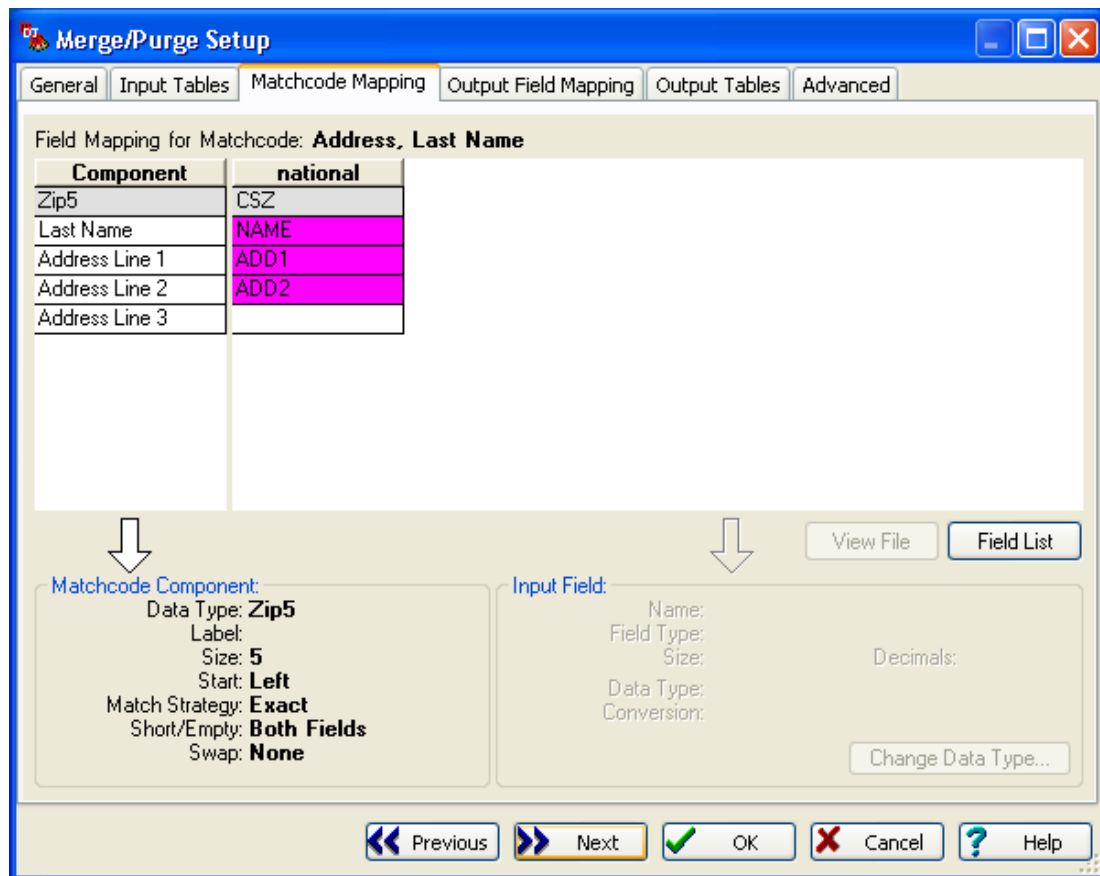 Merge/Purge Setup
General Input Tables Matchcode Mapping Output Field Mapping Output Tables Advanced
Field Mapping for Matchcode: Address, Last Name
Component national
Zip5 CSZ
Last Name NAME
Address Line 1 ADD1
Address Line 2 ADD2
Address Line 3
View File Field List
Matchcode Component:
Data Type: Zip5
Label:
Size: 5
Start: Left
Match Strategy: Exact
Short/Empty: Both Fields
Swap: None
Input Field:
Name:
Field Type:
Size: Decimals:
Data Type:
Conversion:
Change Data Type...
Previous Next OK Cancel Help